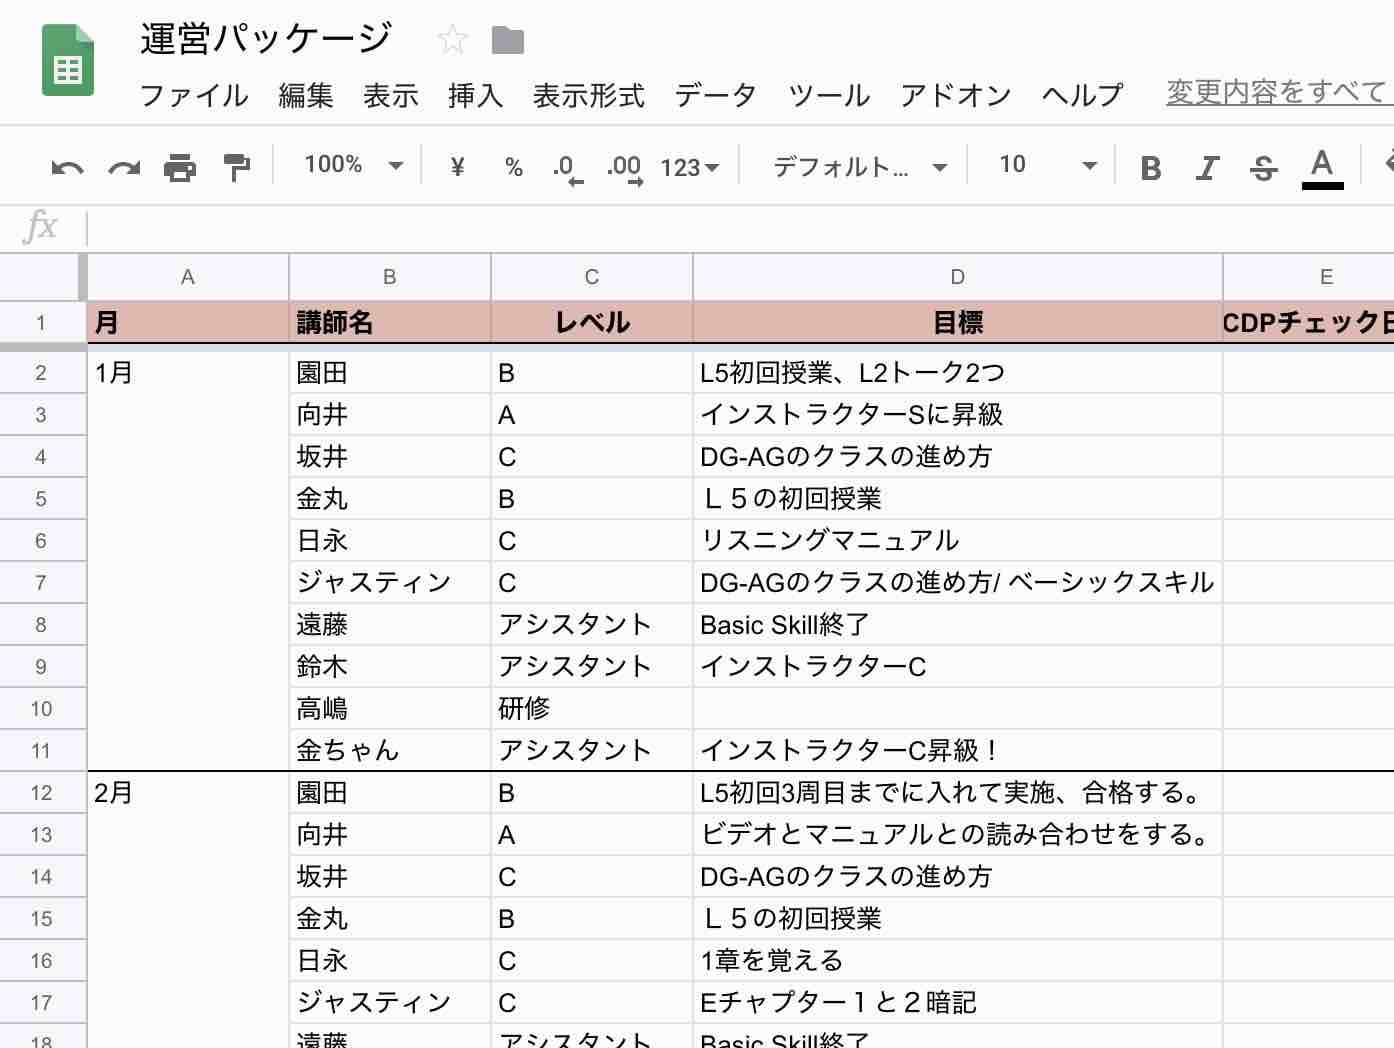 運営パッケージ
ファイル 編集 表示 挿入 表示形式 データ ツール アドオン ヘルプ 変更内容をすべて
100% ¥ % .0 .00 123 デフォルト... 10 B I S A
fx
A B C D E
1 月 講師名 レベル 目標 CDPチェック日
2 1月 園田 B L5初回授業、L2トーク2つ
3 向井 A インストラクターSに昇級
4 坂井 C DG-AGのクラスの進め方
5 金丸 B Ｌ５の初回授業
6 日永 C リスニングマニュアル
7 ジャスティン C DG-AGのクラスの進め方/ ベーシックスキル
8 遠藤 アシスタント Basic Skill終了
9 鈴木 アシスタント インストラクターC
10 高嶋 研修
11 金ちゃん アシスタント インストラクターC昇級！
12 2月 園田 B L5初回3周目までに入れて実施、合格する。
13 向井 A ビデオとマニュアルとの読み合わせをする。
14 坂井 C DG-AGのクラスの進め方
15 金丸 B Ｌ５の初回授業
16 日永 C 1章を覚える
17 ジャスティン C Eチャプター１と２暗記
18 遠藤 アシスタント Basic Skill終了